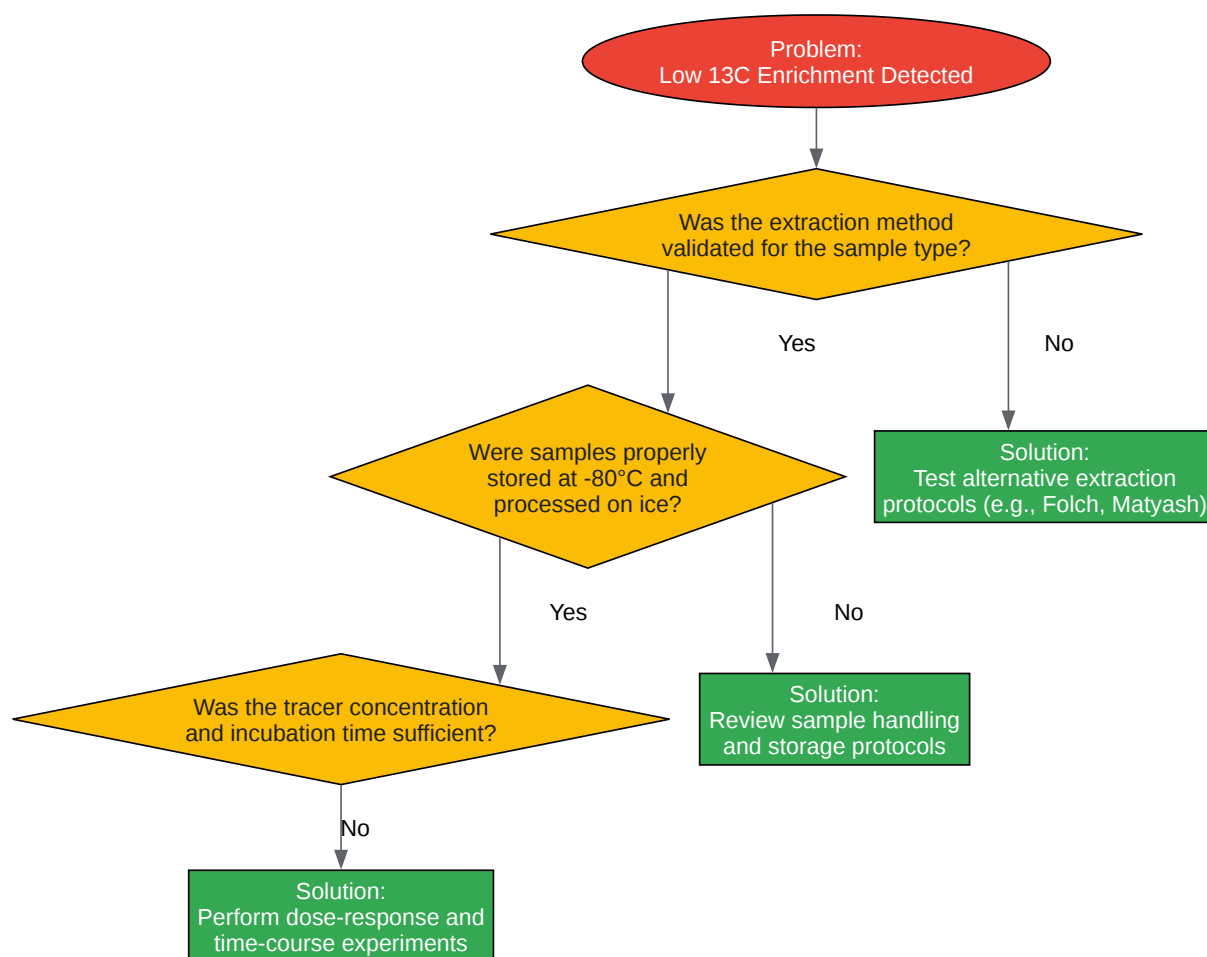 Problem:
Low 13C Enrichment Detected
Was the extraction method
validated for the sample type?
Yes
No
Were samples properly
stored at -80°C and
processed on ice?
Solution:
Test alternative extraction
protocols (e.g., Folch, Matyash)
Yes
No
Was the tracer concentration
and incubation time sufficient?
Solution:
Review sample handling
and storage protocols
No
Solution:
Perform dose-response and
time-course experiments